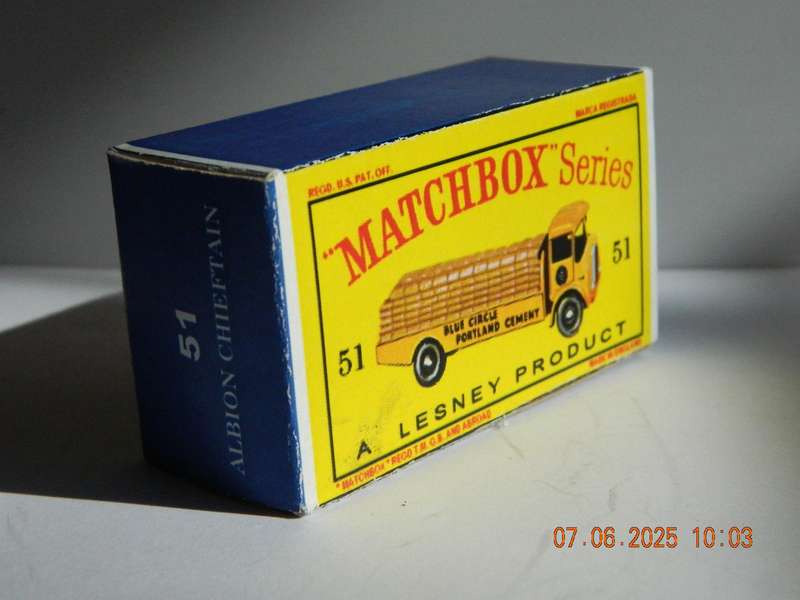 REGD. U.S. PAT. OFF.
MARCA REGISTRADA
"MATCHBOX" Series
51
51
BLUE CIRCLE
PORTLAND CEMENT
A LESNEY PRODUCT
"MATCHBOX" REGD T.M. G.B. AND ABROAD
MADE IN ENGLAND
51
ALBION CHIEFTAIN
07.06.2025 10:03